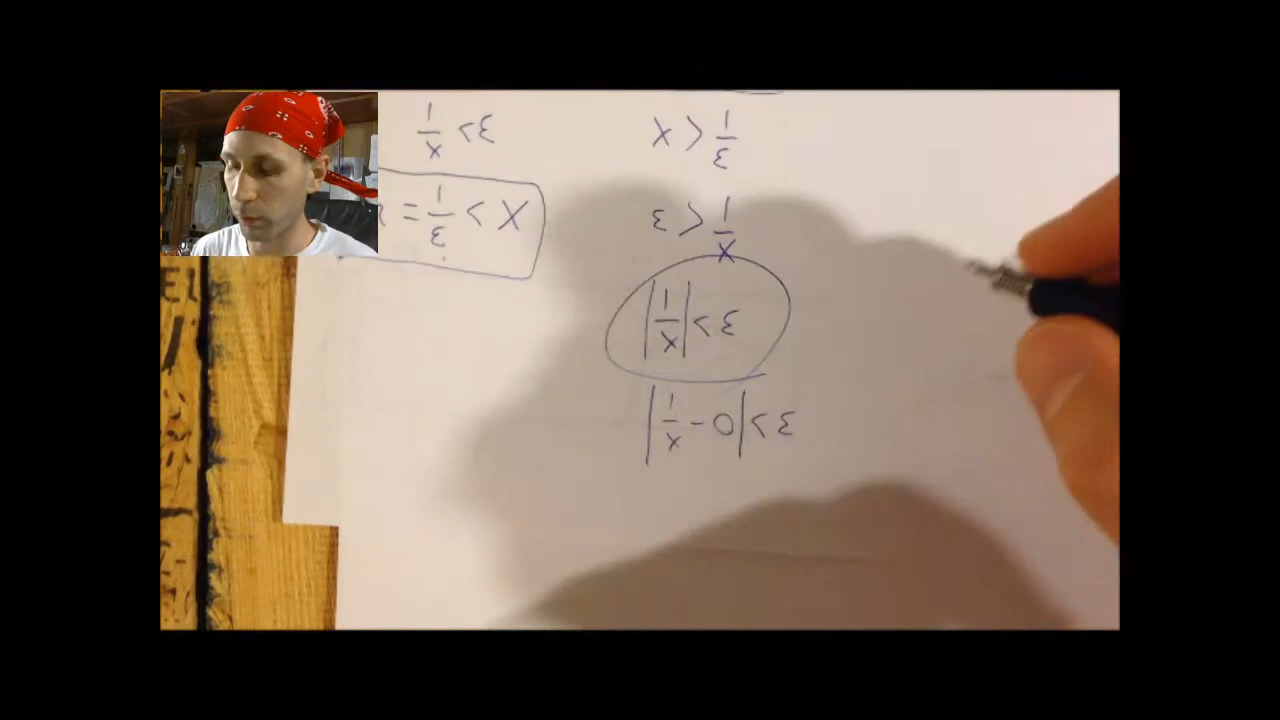 1/x < ε
= 1/ε < X
x > 1/ε
ε > 1/x
|1/x| < ε
|1/x - 0| < ε